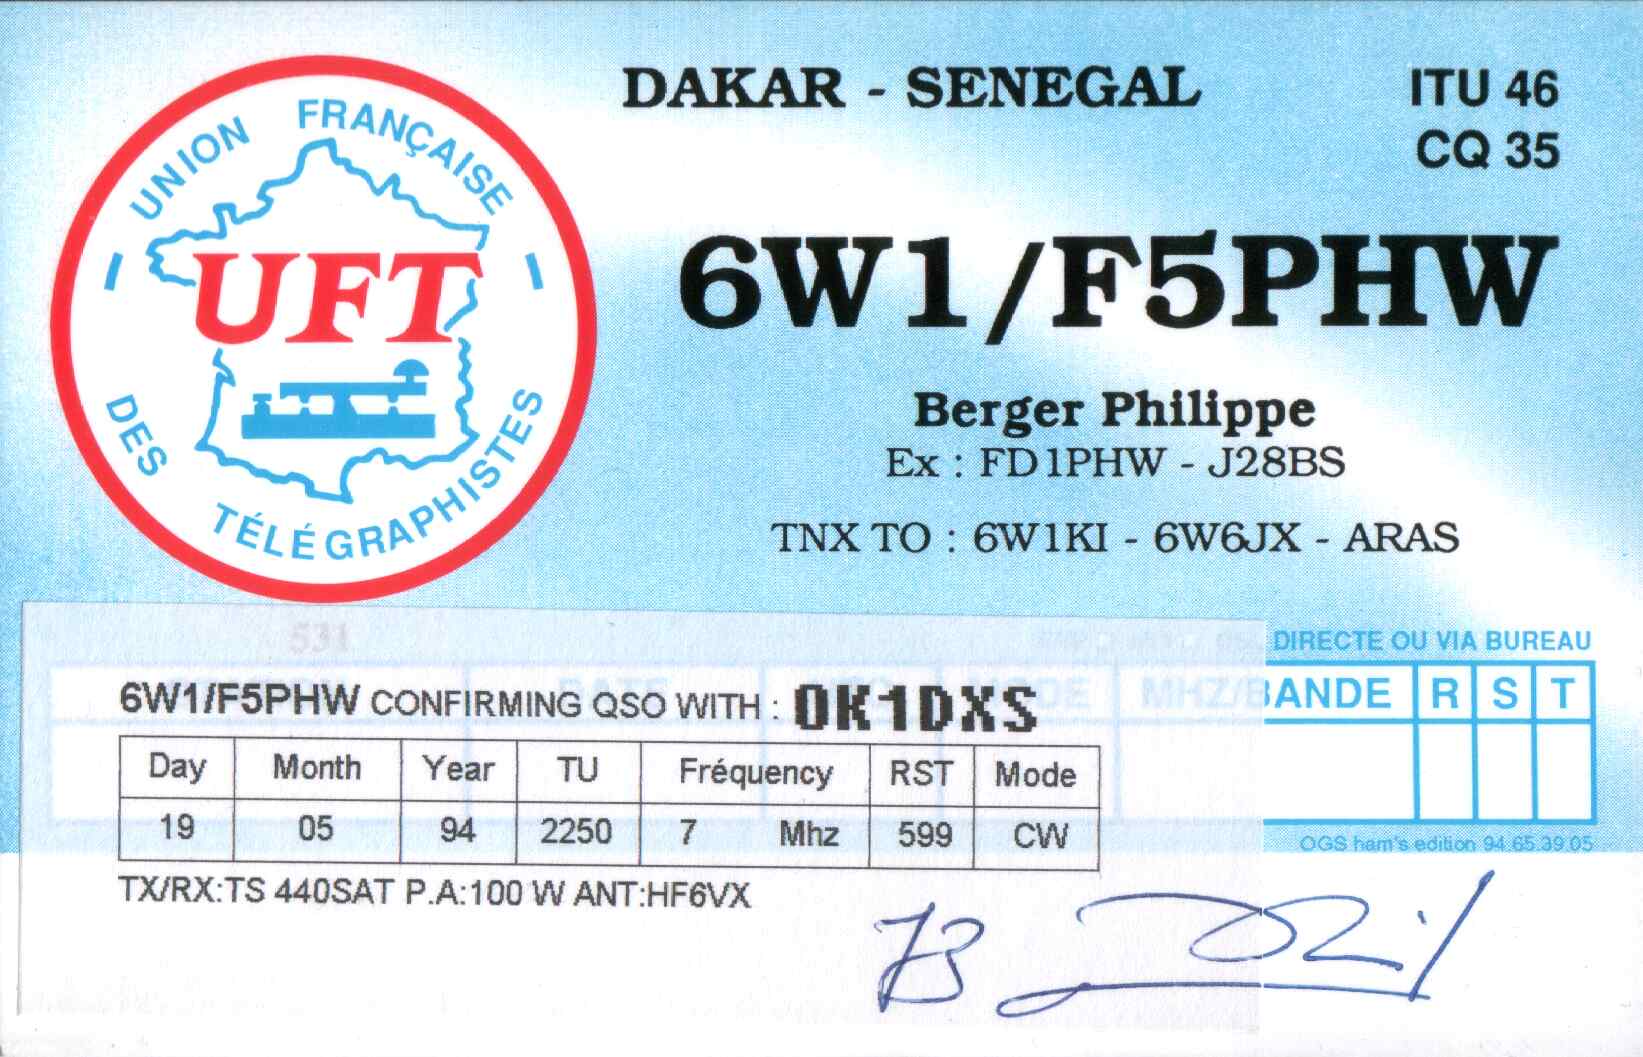 UNION FRANÇAISE
DES TÉLÉGRAPHISTES
UFT
DAKAR - SENEGAL
ITU 46
CQ 35
6W1/F5PHW
Berger Philippe
Ex : FD1PHW - J28BS
TNX TO : 6W1KI - 6W6JX - ARAS
531
DIRECTE OU VIA BUREAU
DATE MODE MHZ/BANDE R S T
6W1/F5PHW CONFIRMING QSO WITH : OK1DXS
Day Month Year TU Fréquency RST Mode
19 05 94 2250 7 Mhz 599 CW
OGS ham's edition 94.65.39.05
TX/RX:TS 440SAT P.A:100 W ANT:HF6VX
73